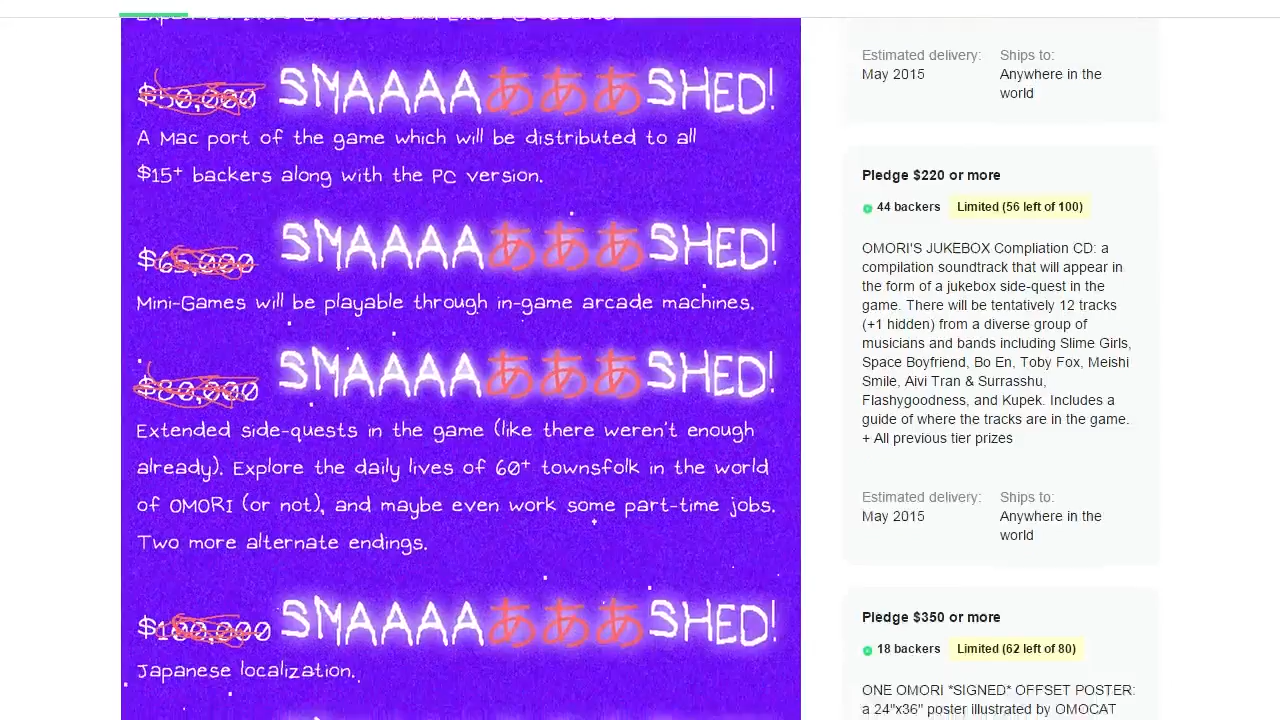 $50,000 SMAAAAあああSHED!
A Mac port of the game which will be distributed to all
$15+ backers along with the PC version.
$65,000 SMAAAAあああSHED!
Mini-Games will be playable through in-game arcade machines.
$80,000 SMAAAAあああSHED!
Extended side-quests in the game (like there weren't enough
already). Explore the daily lives of 60+ townsfolk in the world
of OMORI (or not), and maybe even work some part-time jobs.
Two more alternate endings.
$100,000 SMAAAAあああSHED!
Japanese localization.
Estimated delivery:
May 2015
Ships to:
Anywhere in the
world
Pledge $220 or more
44 backers Limited (56 left of 100)
OMORI'S JUKEBOX Compliation CD: a
compilation soundtrack that will appear in
the form of a jukebox side-quest in the
game. There will be tentatively 12 tracks
(+1 hidden) from a diverse group of
musicians and bands including Slime Girls,
Space Boyfriend, Bo En, Toby Fox, Meishi
Smile, Aivi Tran & Surrasshu,
Flashygoodness, and Kupek. Includes a
guide of where the tracks are in the game.
+ All previous tier prizes
Estimated delivery:
May 2015
Ships to:
Anywhere in the
world
Pledge $350 or more
18 backers Limited (62 left of 80)
ONE OMORI *SIGNED* OFFSET POSTER:
a 24"x36" poster illustrated by OMOCAT